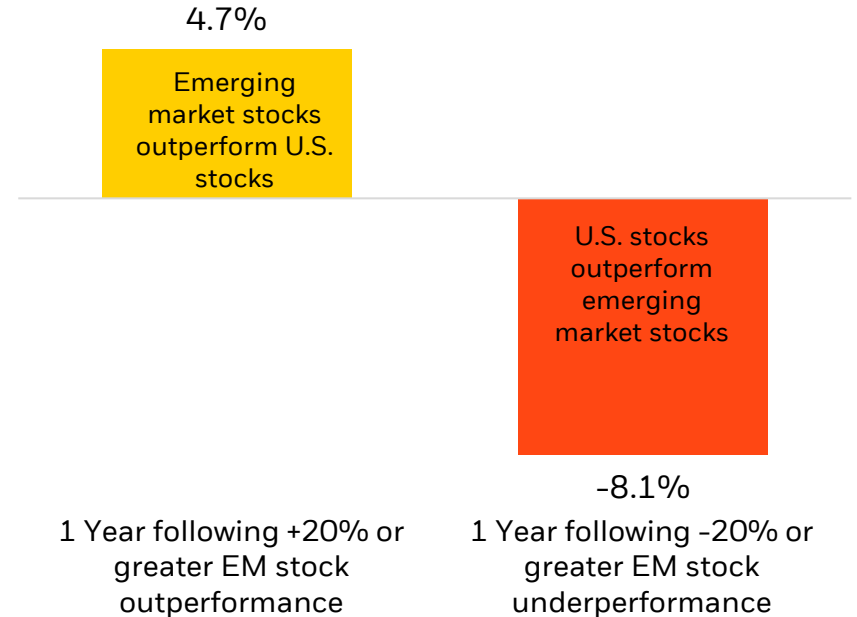 4.7%
Emerging
market stocks
outperform U.S.
stocks
U.S. stocks
outperform
emerging
market stocks
-8.1%
1 Year following +20% or
greater EM stock
outperformance
1 Year following -20% or
greater EM stock
underperformance